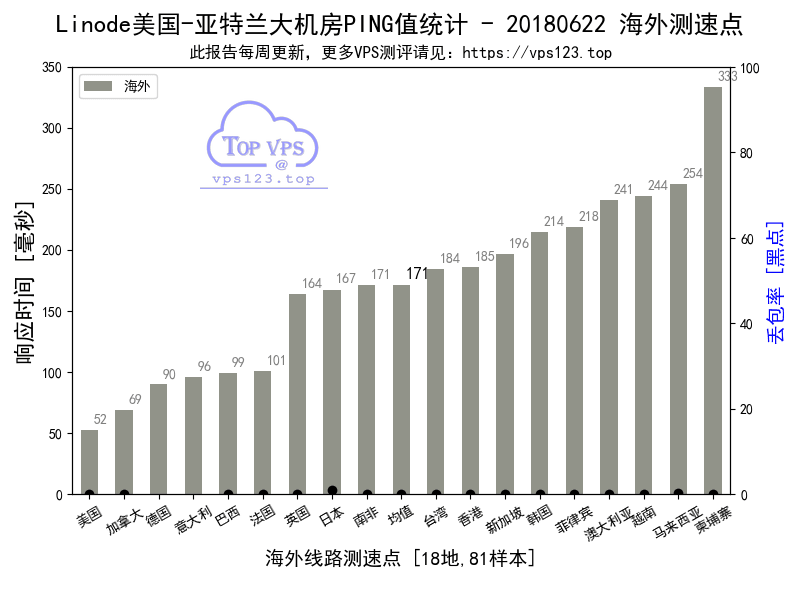 Linode美国-亚特兰大机房PING值统计 - 20180622 海外测速点
此报告每周更新，更多VPS测评请见：https://vps123.top
海外
TOP VPS
@
vps123.top
响应时间 [毫秒]
350
300
250
200
150
100
50
0
52
69
90
96
99
101
164
167
171
171
184
185
196
214
218
241
244
254
333
100
80
60
40
20
0
丢包率 [黑点]
美国
加拿大
德国
意大利
巴西
法国
英国
日本
南非
均值
台湾
香港
新加坡
韩国
菲律宾
澳大利亚
越南
马来西亚
柬埔寨
海外线路测速点 [18地,81样本]